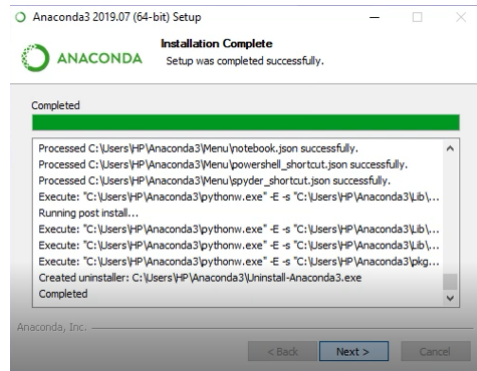 Anaconda3 2019.07 (64-bit) Setup
ANACONDA
Installation Complete
Setup was completed successfully.
Completed
Processed C:\Users\HP\Anaconda3\Menu\notebook.json successfully.
Processed C:\Users\HP\Anaconda3\Menu\powershell_shortcut.json successfully.
Processed C:\Users\HP\Anaconda3\Menu\spyder_shortcut.json successfully.
Execute: "C:\Users\HP\Anaconda3\pythonw.exe" -E -s "C:\Users\HP\Anaconda3\Lib\...
Running post install...
Execute: "C:\Users\HP\Anaconda3\pythonw.exe" -E -s "C:\Users\HP\Anaconda3\Lib\...
Execute: "C:\Users\HP\Anaconda3\pythonw.exe" -E -s "C:\Users\HP\Anaconda3\Lib\...
Execute: "C:\Users\HP\Anaconda3\pythonw.exe" -E -s "C:\Users\HP\Anaconda3\pkg...
Created uninstaller: C:\Users\HP\Anaconda3\Uninstall-Anaconda3.exe
Completed
Anaconda, Inc.
< Back Next > Cancel